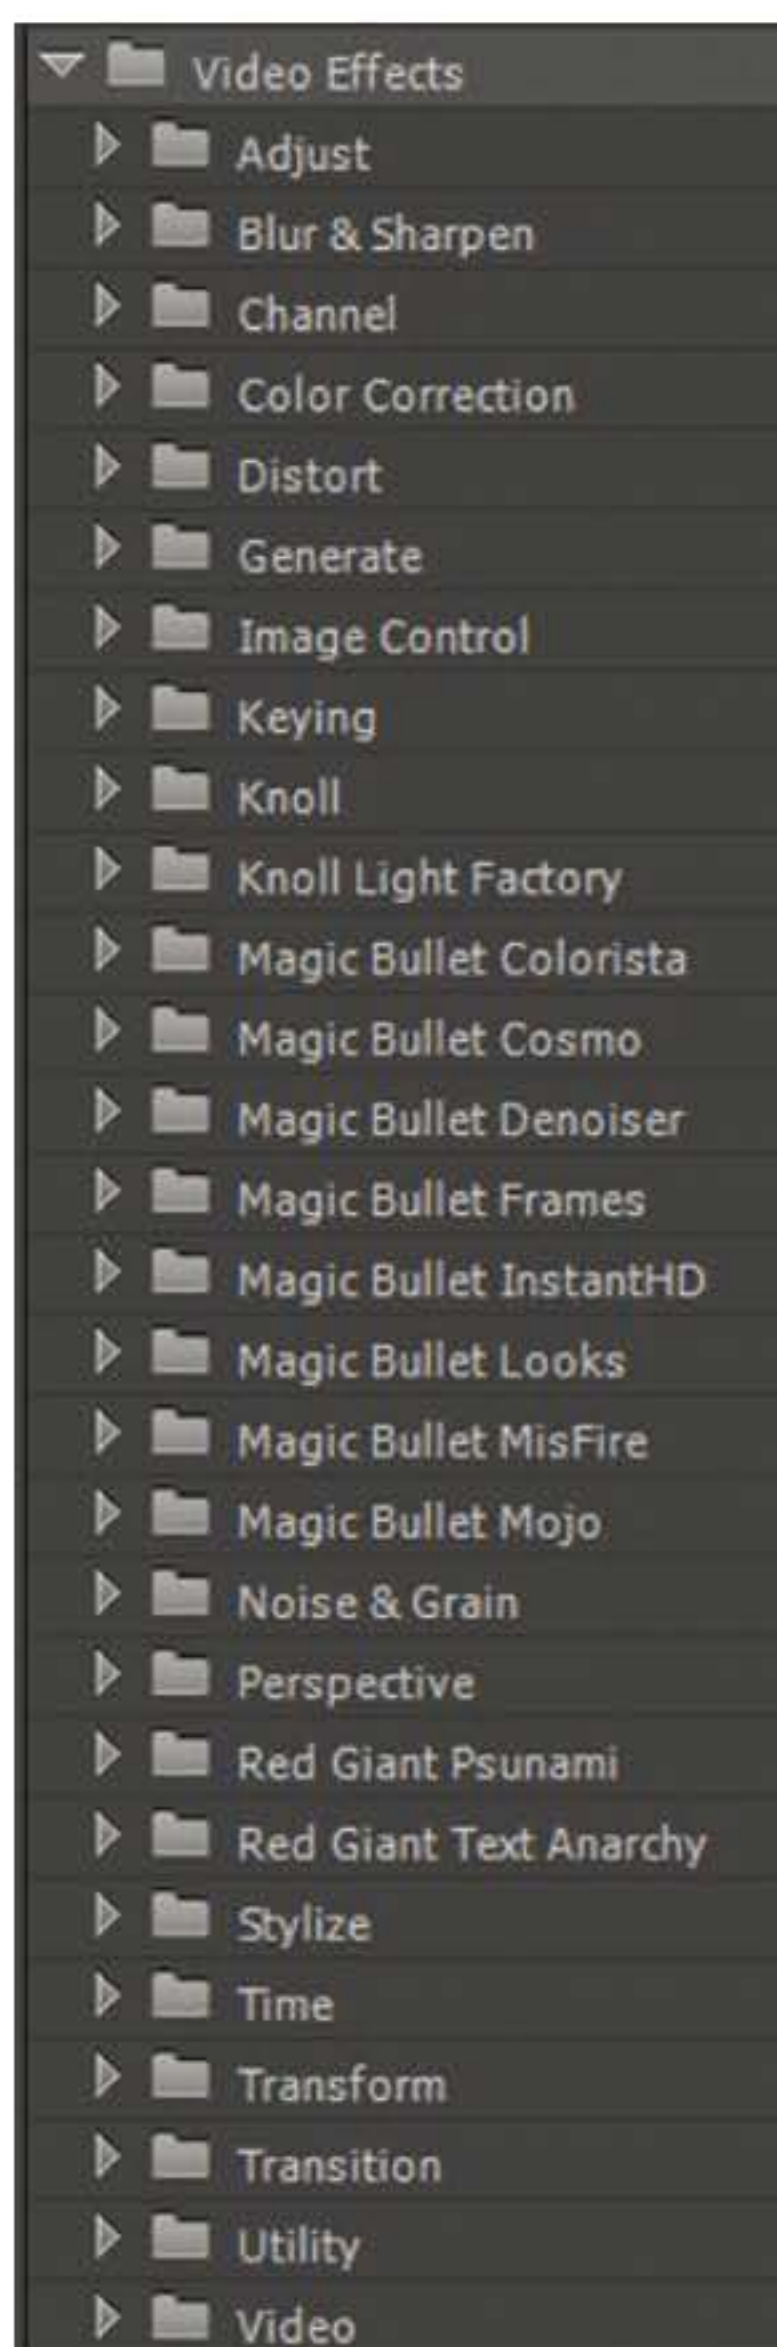 Video Effects
Adjust
Blur & Sharpen
Channel
Color Correction
Distort
Generate
Image Control
Keying
Knoll
Knoll Light Factory
Magic Bullet Colorista
Magic Bullet Cosmo
Magic Bullet Denoiser
Magic Bullet Frames
Magic Bullet InstantHD
Magic Bullet Looks
Magic Bullet MisFire
Magic Bullet Mojo
Noise & Grain
Perspective
Red Giant Psunami
Red Giant Text Anarchy
Stylize
Time
Transform
Transition
Utility
Video